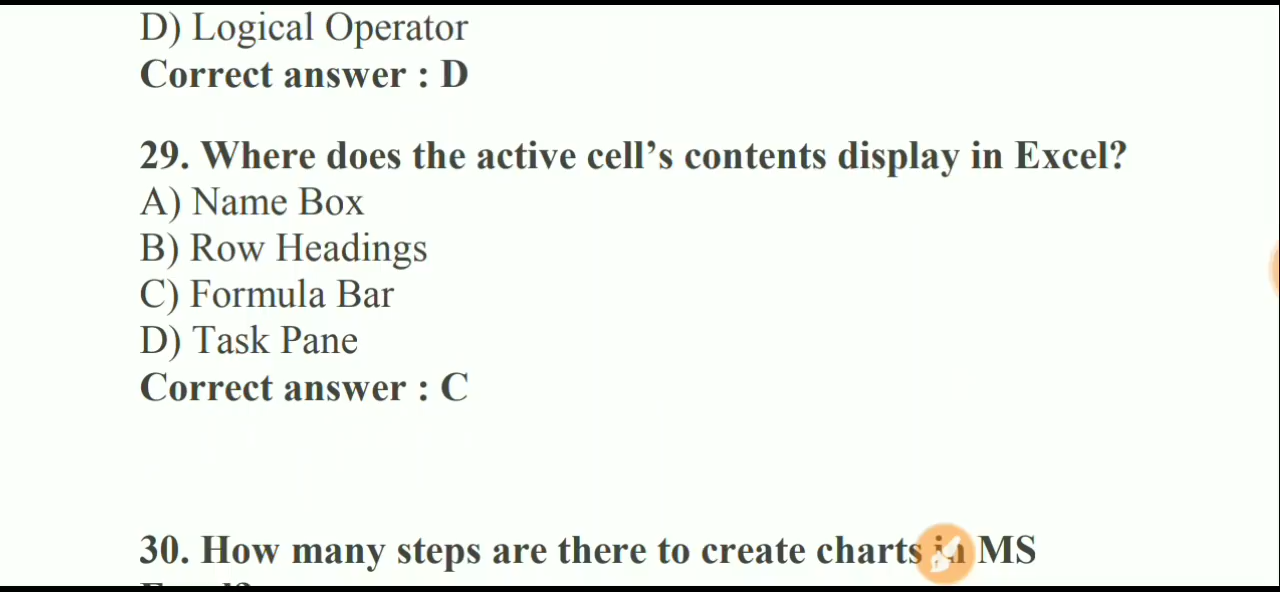 D) Logical Operator
Correct answer : D
29. Where does the active cell’s contents display in Excel?
A) Name Box
B) Row Headings
C) Formula Bar
D) Task Pane
Correct answer : C
30. How many steps are there to create charts in MS